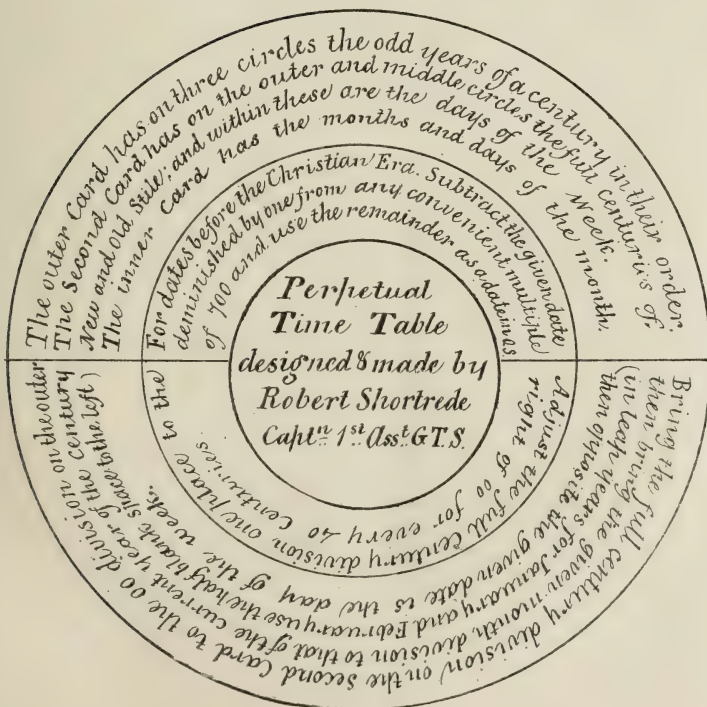 The outer Card has on three circles the odd years of a century in their order.
The Second Card has on the outer and middle circles the full centuries of
New and Old Stile; and within these are the days of the Week.
The inner Card has the months and days of the month.
For dates before the Christian Era. Subtract the given date
deminished by one from any convenient multiple
of 700 and use the remainder as a date in as
Perpetual
Time Table
designed & made by
Robert Shortrede
Captn. 1st. Asst. G.T.S.
Adjust the full century division one place to the
right of 00 for every 40 Centuries.
Bring the full century division on the second Card to the 00 division on the outer
then bring the given month division to that of the current year of the century
(in leap years for January and February use the half blank space to the left)
then opposite the given date is the day of the week.